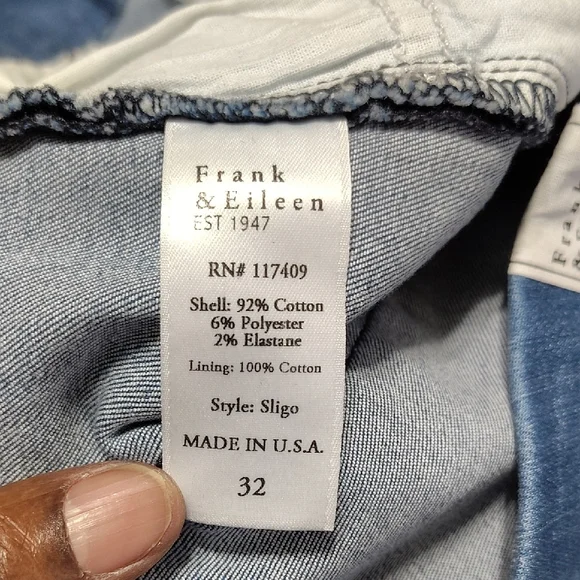 Frank
& Eileen
EST 1947
RN# 117409
Shell: 92% Cotton
6% Polyester
2% Elastane
Lining: 100% Cotton
Style: Sligo
MADE IN U.S.A.
32